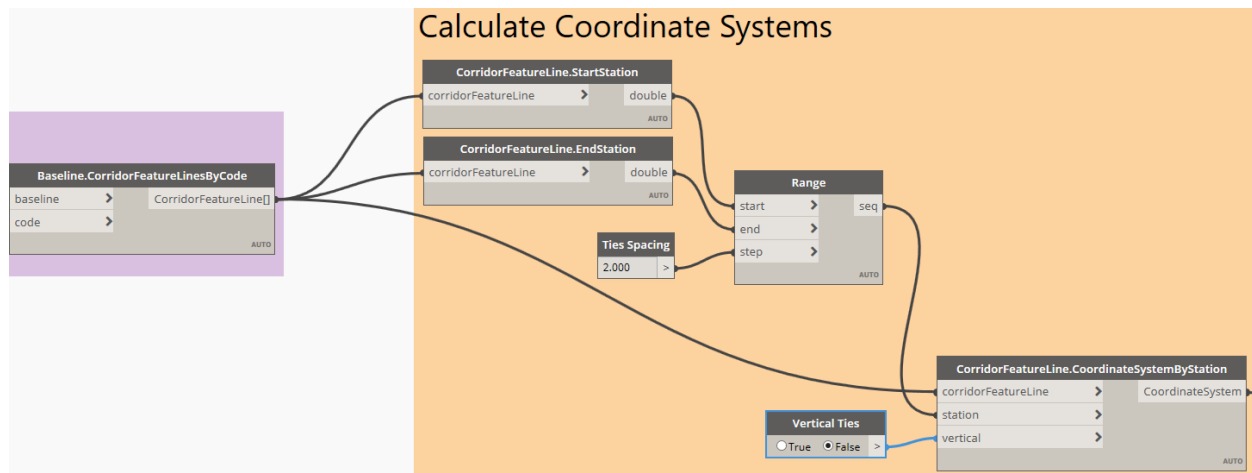 Calculate Coordinate Systems
CorridorFeatureLine.StartStation
corridorFeatureLine > double
AUTO
CorridorFeatureLine.EndStation
corridorFeatureLine > double
AUTO
Baseline.CorridorFeatureLinesByCode
baseline > CorridorFeatureLine[]
code >
AUTO
Range
start > seq
end >
step >
AUTO
Ties Spacing
2.000 >
CorridorFeatureLine.CoordinateSystemByStation
corridorFeatureLine > CoordinateSystem
station >
vertical >
AUTO
Vertical Ties
True False >